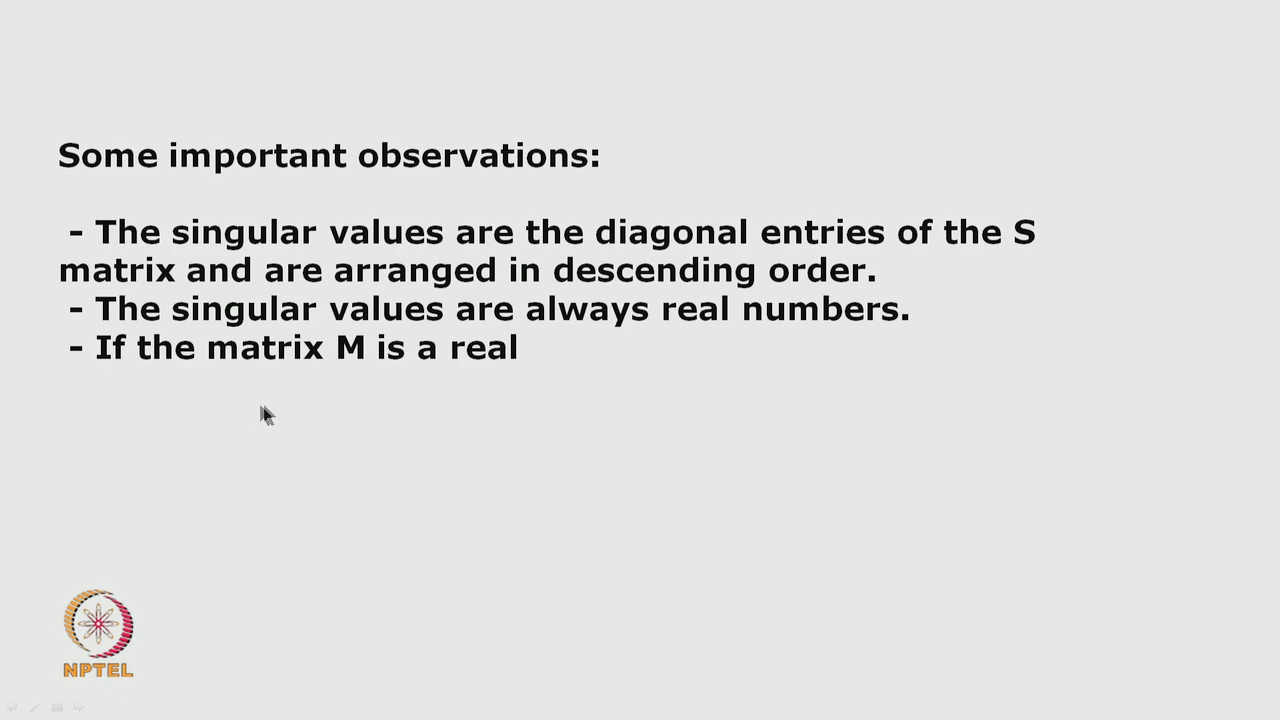 Some important observations:
- The singular values are the diagonal entries of the S
matrix and are arranged in descending order.
- The singular values are always real numbers.
- If the matrix M is a real
NPTEL